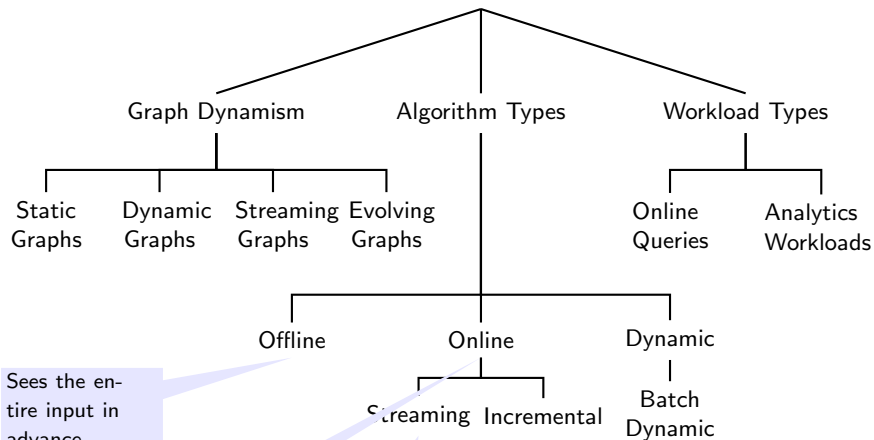 Graph Dynamism
Algorithm Types
Workload Types
Static
Graphs
Dynamic
Graphs
Streaming
Graphs
Evolving
Graphs
Online
Queries
Analytics
Workloads
Offline
Online
Dynamic
Streaming
Incremental
Batch
Dynamic
Sees the en-
tire input in
advance